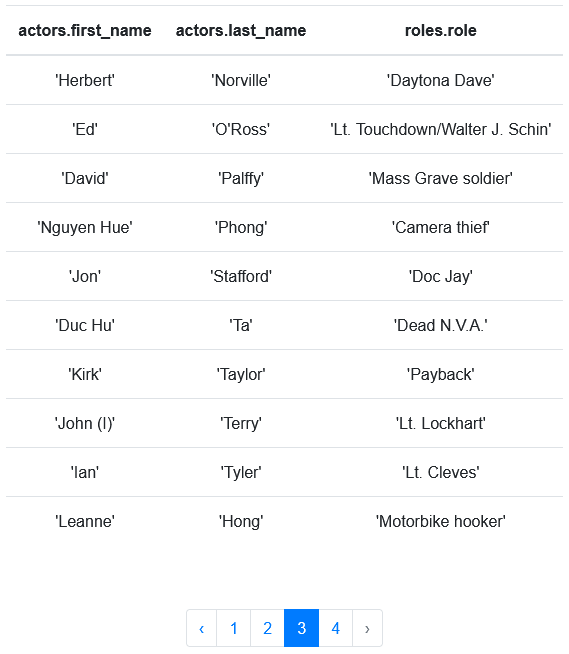 actors.first_name actors.last_name roles.role
'Herbert' 'Norville' 'Daytona Dave'
'Ed' 'O'Ross' 'Lt. Touchdown/Walter J. Schin'
'David' 'Palffy' 'Mass Grave soldier'
'Nguyen Hue' 'Phong' 'Camera thief'
'Jon' 'Stafford' 'Doc Jay'
'Duc Hu' 'Ta' 'Dead N.V.A.'
'Kirk' 'Taylor' 'Payback'
'John (I)' 'Terry' 'Lt. Lockhart'
'Ian' 'Tyler' 'Lt. Cleves'
'Leanne' 'Hong' 'Motorbike hooker'
‹ 1 2 3 4 ›